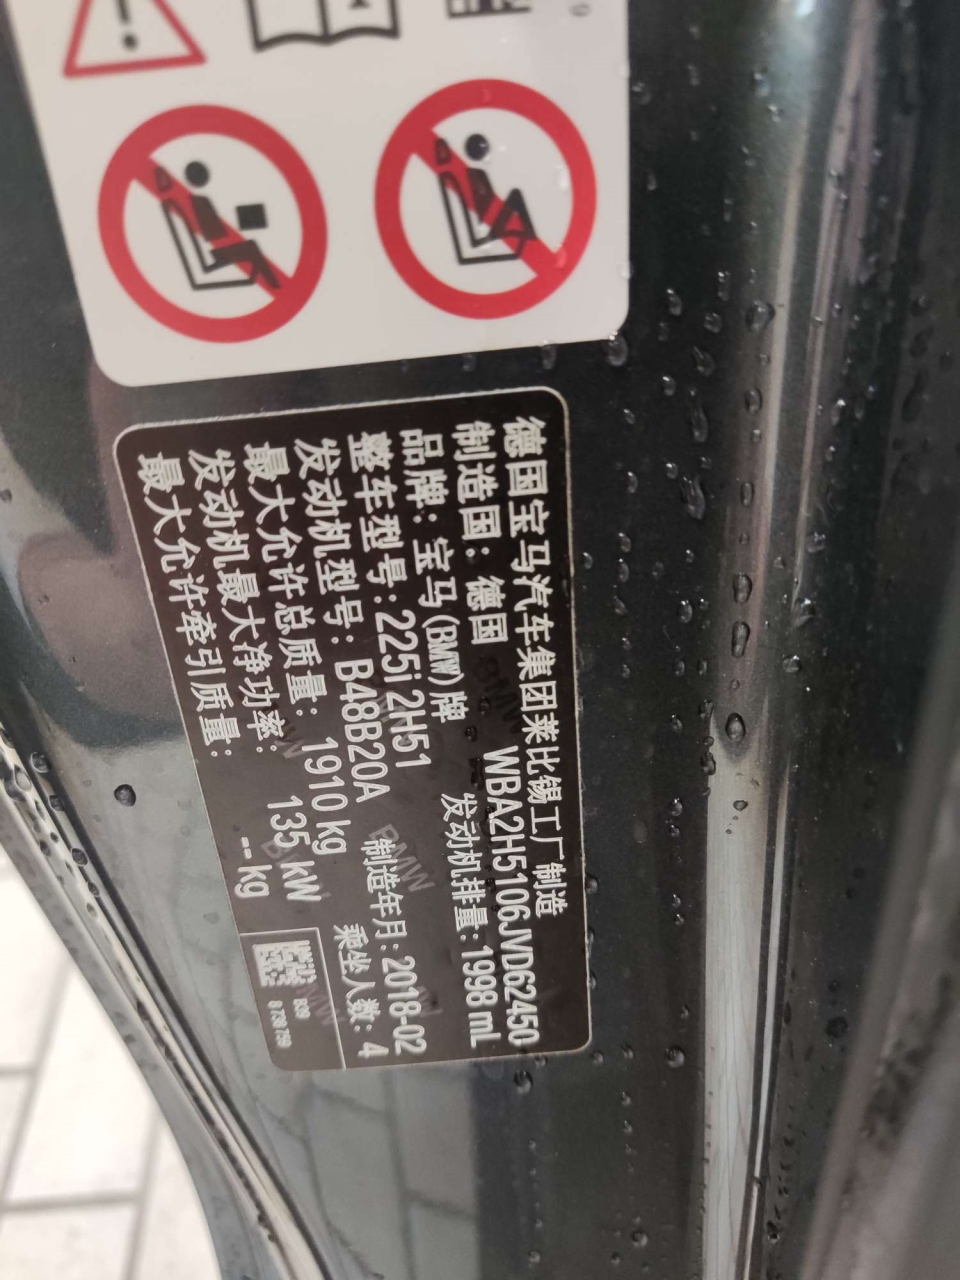 德国宝马汽车集团莱比锡工厂制造
制造国: 德国 WBA2H5106JVD62450
品牌: 宝马(BMW)牌 发动机排量: 1998 mL
整车型号: 225i 2H51 制造年月: 2018-02
发动机型号: B48B20A 乘坐人数: 4
最大允许总质量: 1910 kg
发动机最大净功率: 135 kW
最大允许牵引质量: -- kg
8 738 759